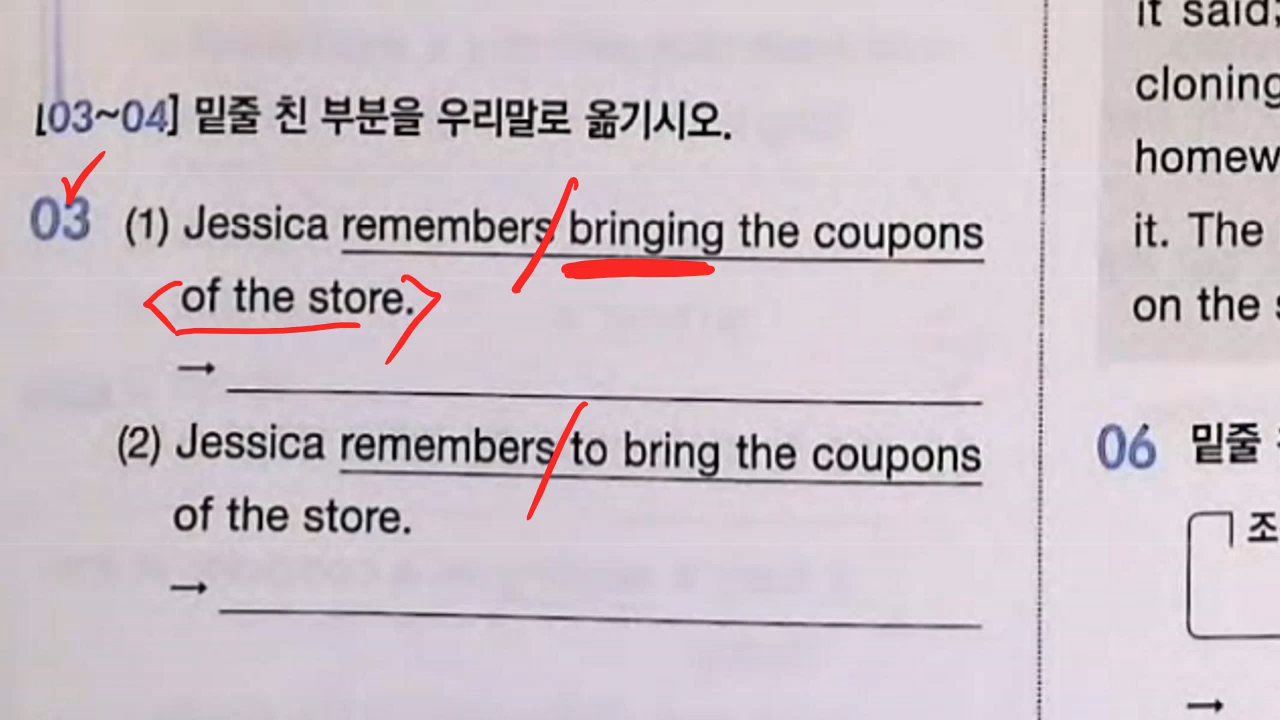 [03~04] 밑줄 친 부분을 우리말로 옮기시오.
03 (1) Jessica remembers bringing the coupons
of the store.
→
(2) Jessica remembers to bring the coupons
of the store.
→
it said;
cloning
homew
it. The
on the s
06 밑줄
조
→